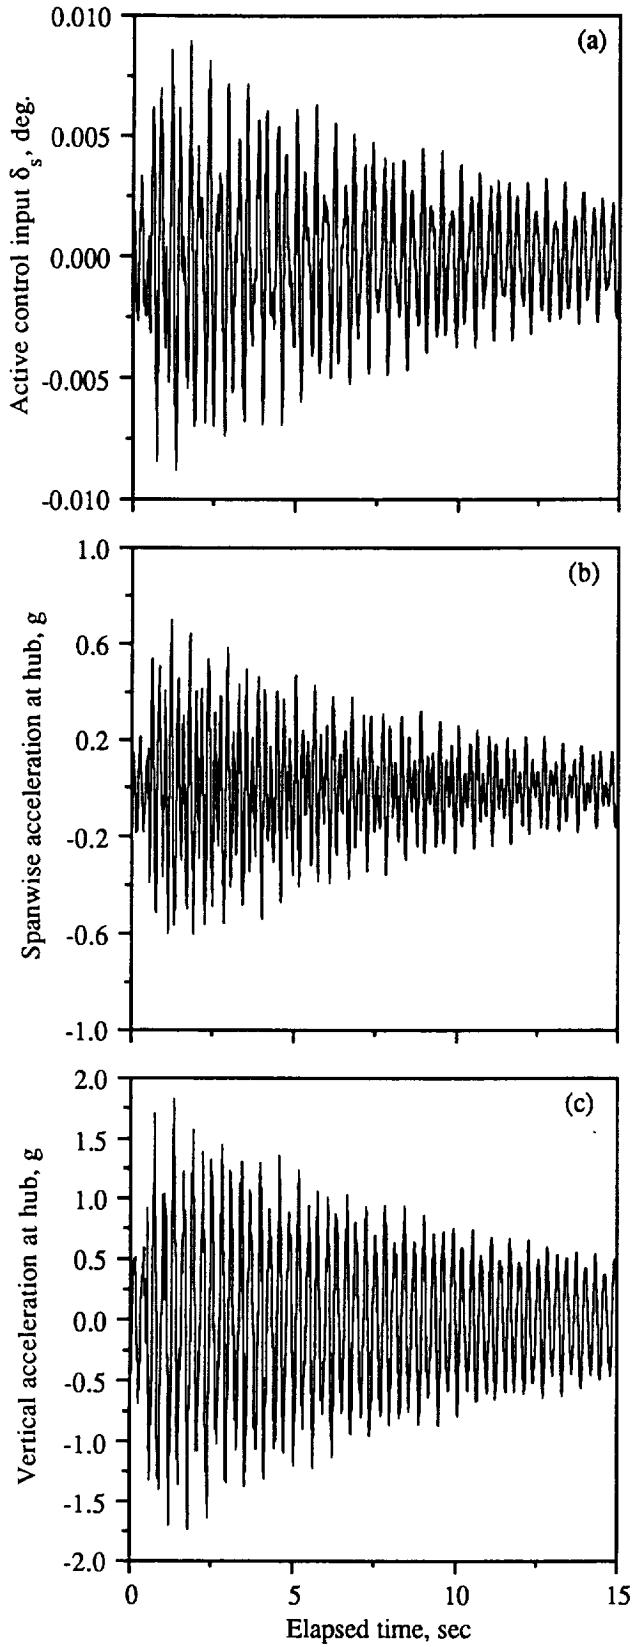 0.010
(a)
0.005
0.000
-0.005
-0.010
Active control input δs, deg.
1.0
(b)
0.6
0.2
-0.2
-0.6
-1.0
Spanwise acceleration at hub, g
2.0
(c)
1.5
1.0
0.5
0.0
-0.5
-1.0
-1.5
-2.0
Vertical acceleration at hub, g
0 5 10 15
Elapsed time, sec